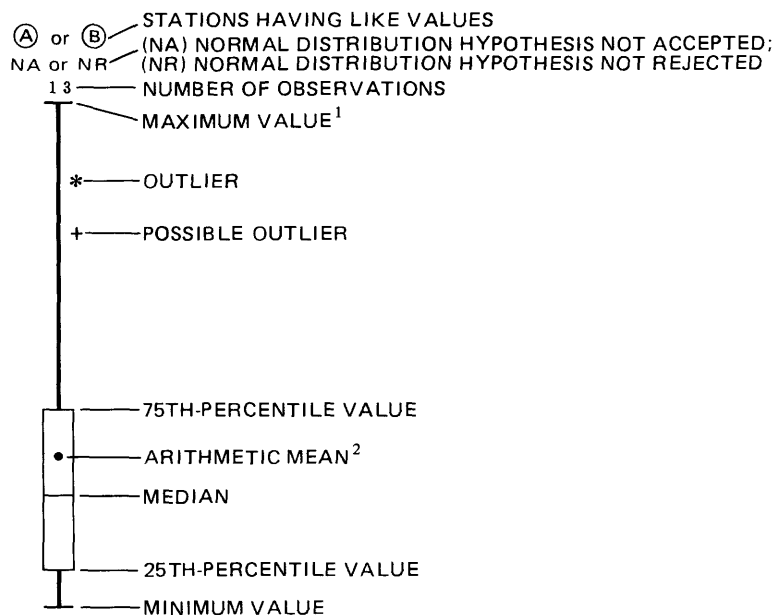 Ⓐ or Ⓑ STATIONS HAVING LIKE VALUES
NA or NR (NA) NORMAL DISTRIBUTION HYPOTHESIS NOT ACCEPTED;
(NR) NORMAL DISTRIBUTION HYPOTHESIS NOT REJECTED
13 NUMBER OF OBSERVATIONS
MAXIMUM VALUE¹
* OUTLIER
+ POSSIBLE OUTLIER
75TH-PERCENTILE VALUE
ARITHMETIC MEAN²
MEDIAN
25TH-PERCENTILE VALUE
MINIMUM VALUE